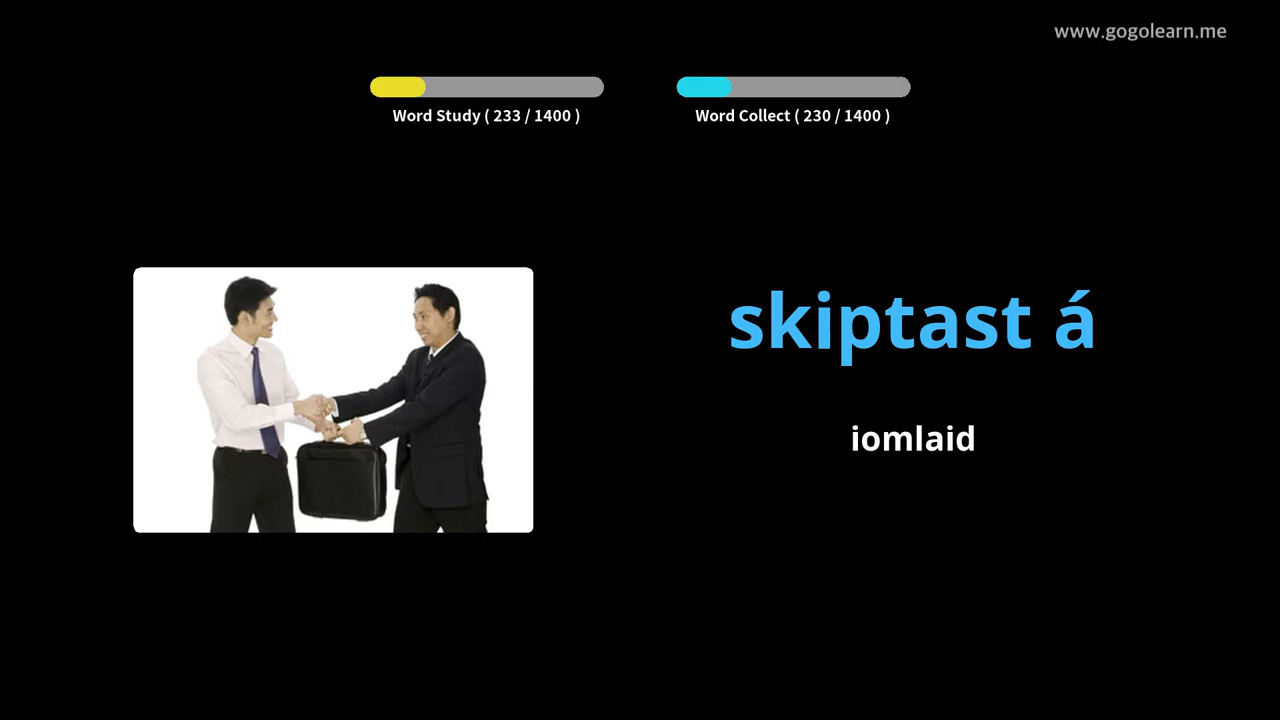 www.gogolearn.me
Word Study ( 233 / 1400 )
Word Collect ( 230 / 1400 )
skiptast á
iomlaid